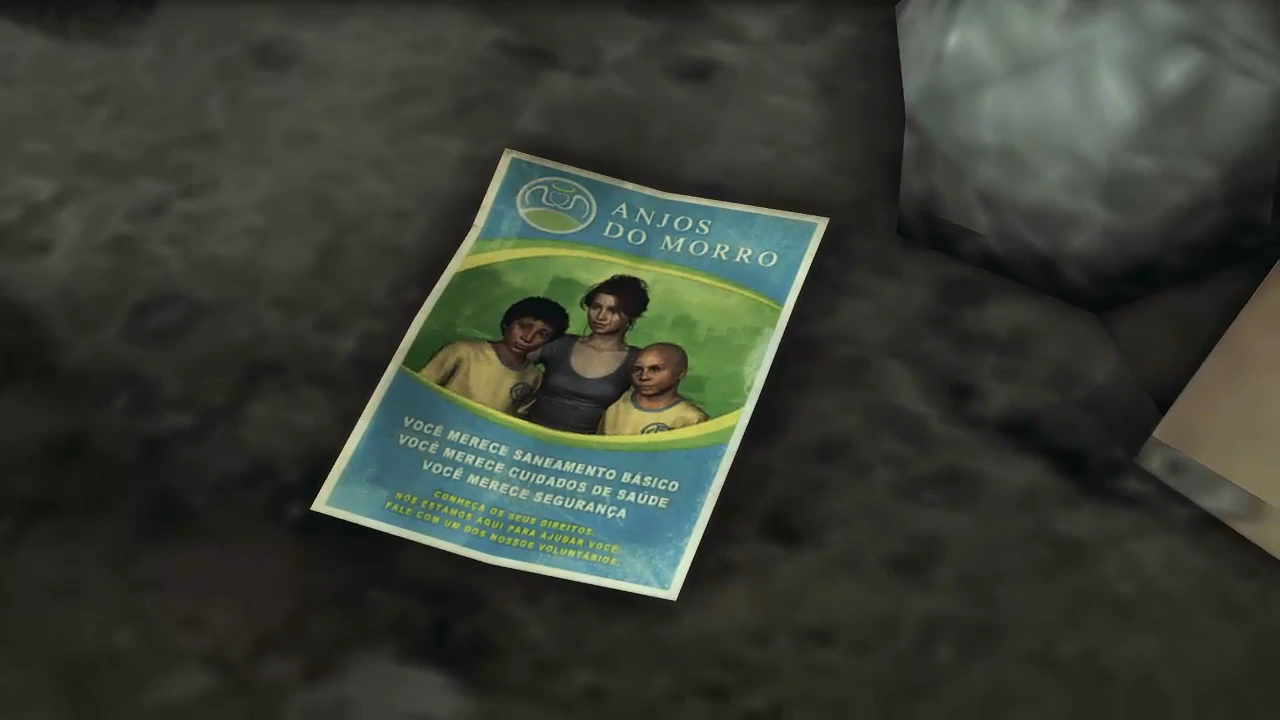 ANJOS
DO MORRO
VOCÊ MERECE SANEAMENTO BÁSICO
VOCÊ MERECE CUIDADOS DE SAÚDE
VOCÊ MERECE SEGURANÇA
CONHEÇA OS SEUS DIREITOS.
NÓS ESTAMOS AQUI PARA AJUDAR VOCÊ.
FALE COM UM DOS NOSSOS VOLUNTÁRIOS.